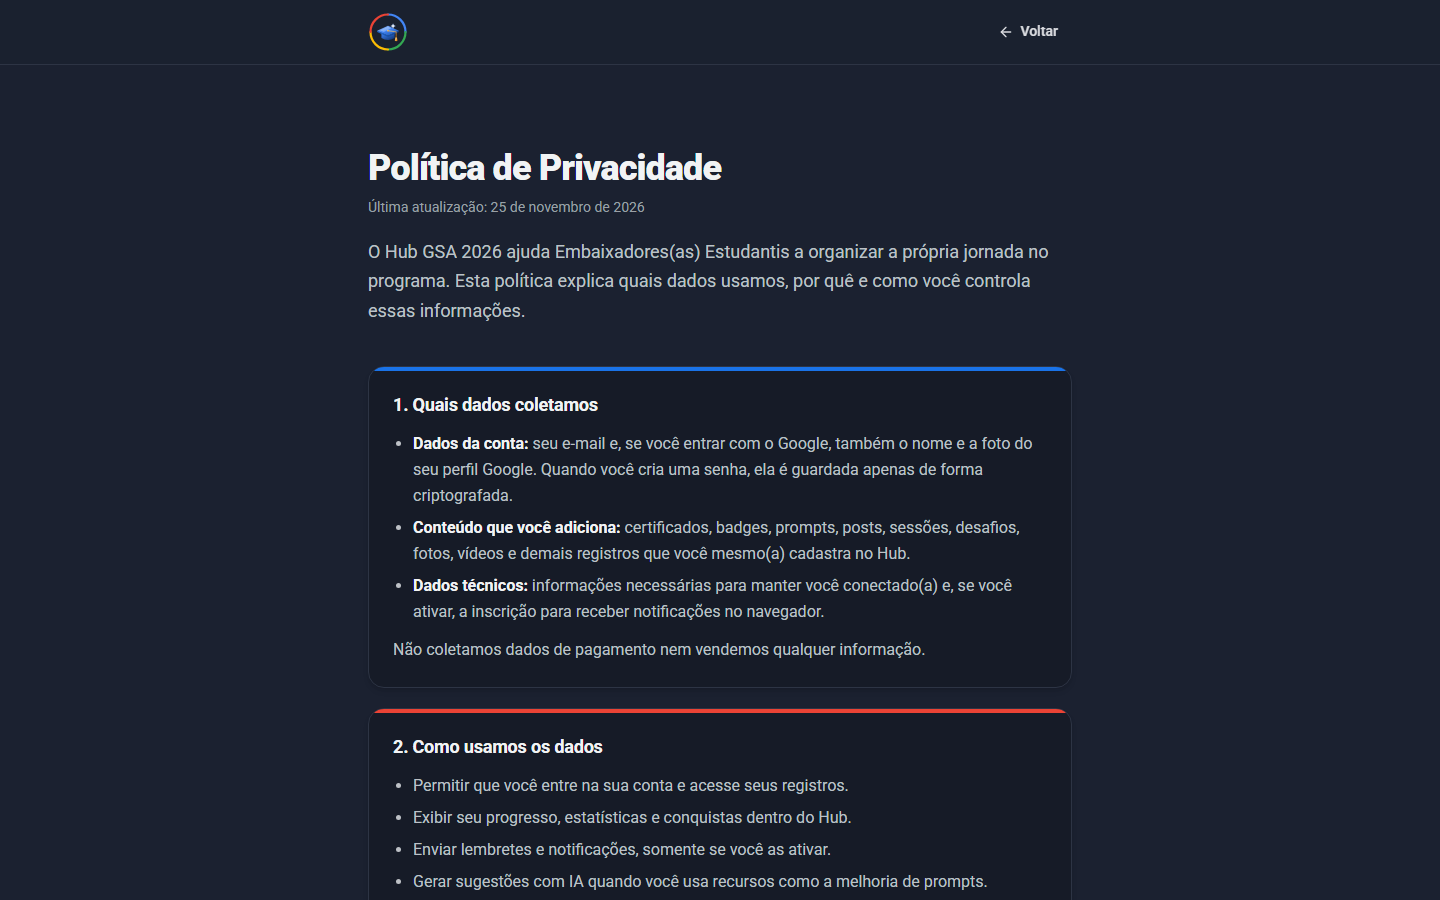 Voltar
Política de Privacidade
Última atualização: 25 de novembro de 2026
O Hub GSA 2026 ajuda Embaixadores(as) Estudantis a organizar a própria jornada no
programa. Esta política explica quais dados usamos, por quê e como você controla
essas informações.
1. Quais dados coletamos
• Dados da conta: seu e-mail e, se você entrar com o Google, também o nome e a foto do
seu perfil Google. Quando você cria uma senha, ela é guardada apenas de forma
criptografada.
• Conteúdo que você adiciona: certificados, badges, prompts, posts, sessões, desafios,
fotos, vídeos e demais registros que você mesmo(a) cadastra no Hub.
• Dados técnicos: informações necessárias para manter você conectado(a) e, se você
ativar, a inscrição para receber notificações no navegador.
Não coletamos dados de pagamento nem vendemos qualquer informação.
2. Como usamos os dados
• Permitir que você entre na sua conta e acesse seus registros.
• Exibir seu progresso, estatísticas e conquistas dentro do Hub.
• Enviar lembretes e notificações, somente se você as ativar.
• Gerar sugestões com IA quando você usa recursos como a melhoria de prompts.